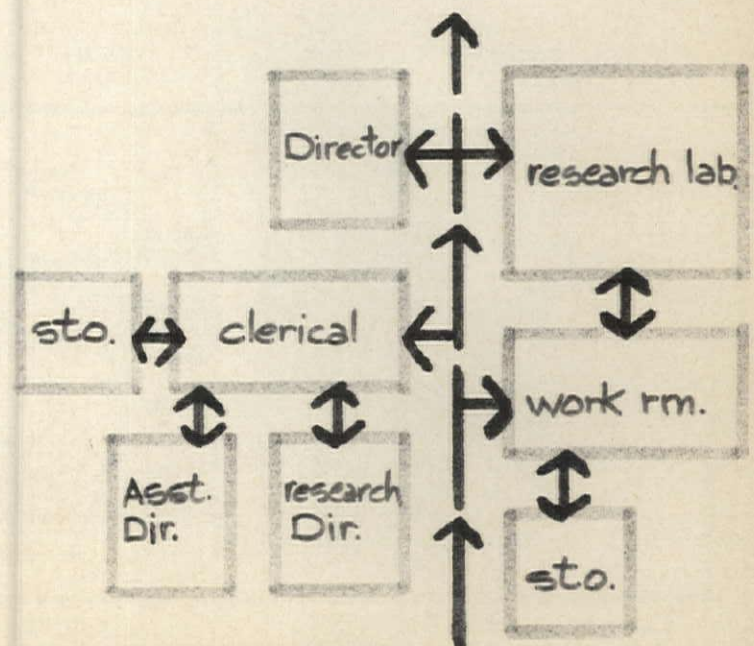 Director
research lab.
sto.
clerical
work rm.
Asst.
Dir.
research
Dir.
sto.